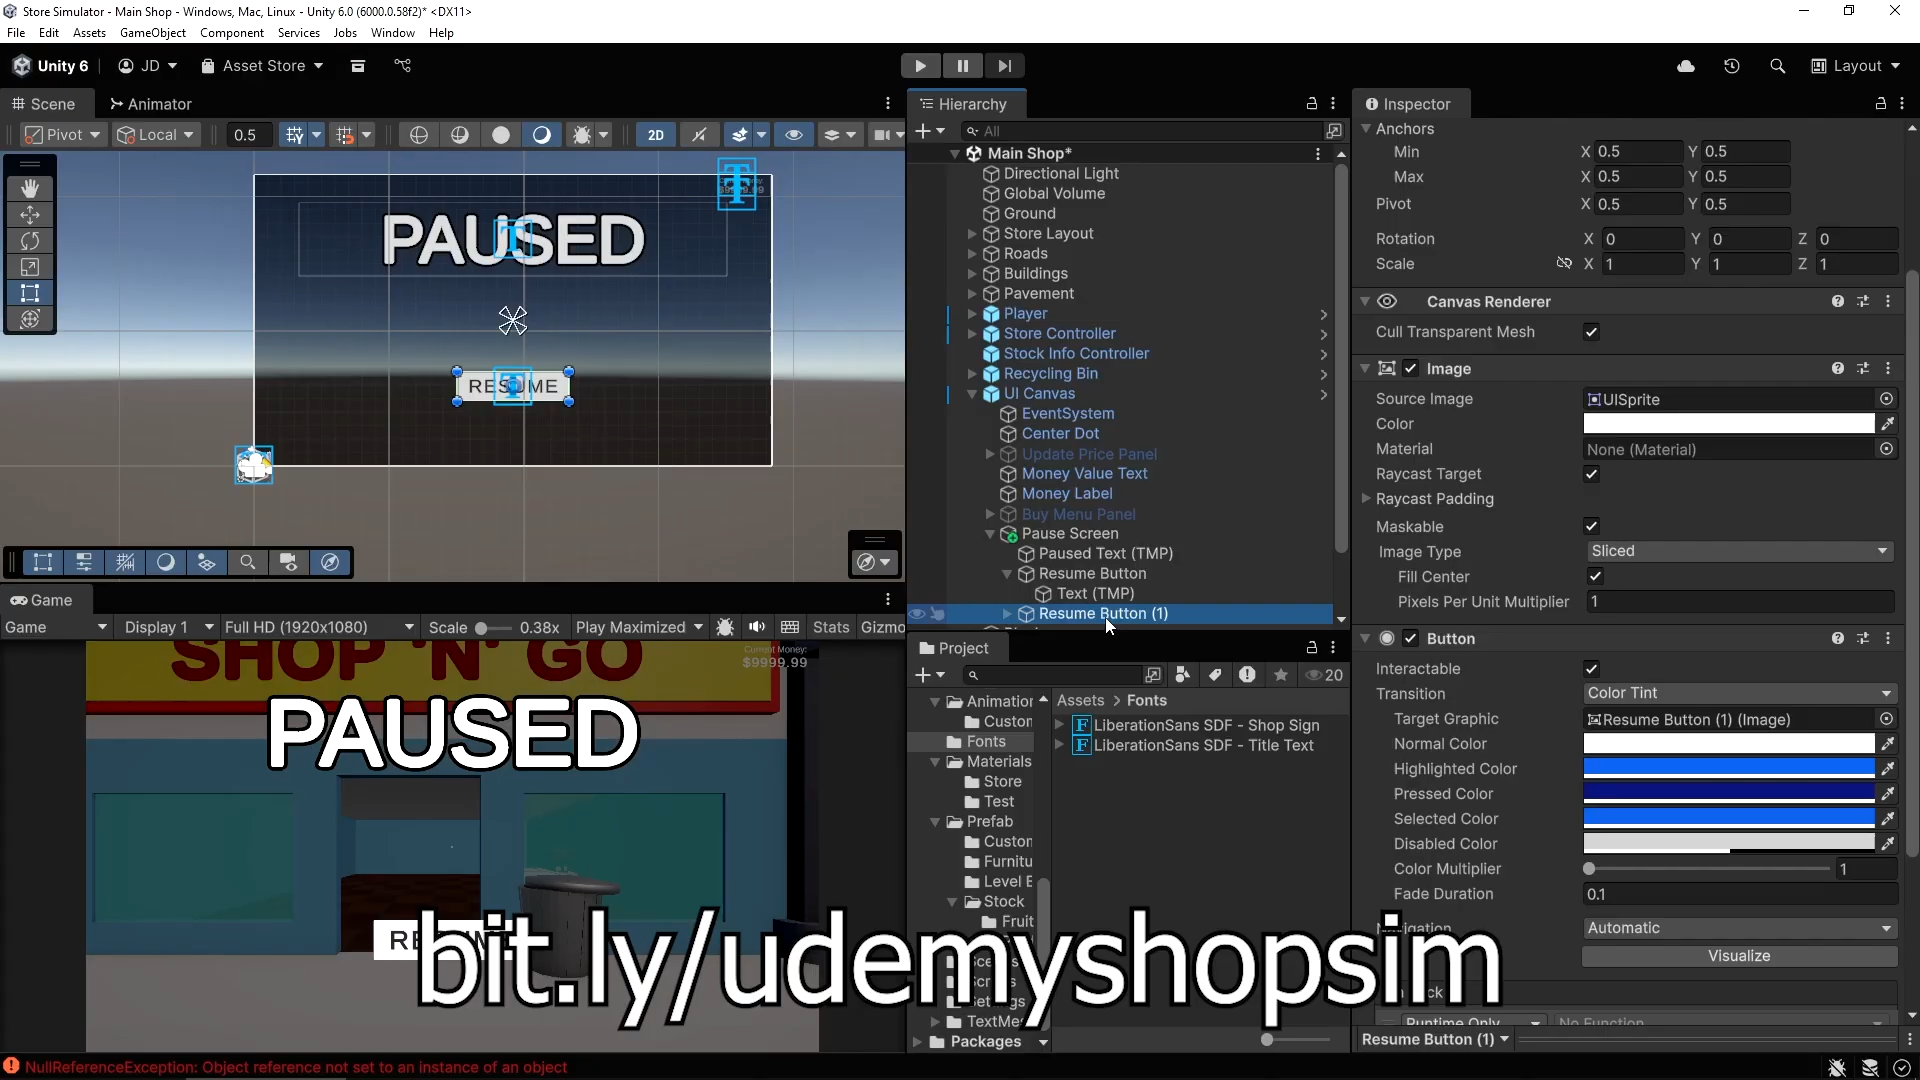 Store Simulator - Main Shop - Windows, Mac, Linux - Unity 6.0 (6000.0.58f2)* <DX11>
File Edit Assets GameObject Component Services Jobs Window Help
Unity 6 JD Asset Store Layout
Scene Animator
Pivot Local 0.5 2D
PAUSED
RESUME
Game
Game Display 1 Full HD (1920x1080) Scale 0.38x Play Maximized Stats Gizmo
SHOP 'N' GO
Current Money:
$9999.99
PAUSED
Hierarchy
All
Main Shop*
Directional Light
Global Volume
Ground
Store Layout
Roads
Buildings
Pavement
Player
Store Controller
Stock Info Controller
Recycling Bin
UI Canvas
EventSystem
Center Dot
Update Price Panel
Money Value Text
Money Label
Buy Menu Panel
Pause Screen
Paused Text (TMP)
Resume Button
Text (TMP)
Resume Button (1)
Project
20
Animation
Custom
Fonts
Materials
Store
Test
Prefab
Custom
Furnitu
Level E
Stock
Fruit
TextMes
Packages
Assets > Fonts
LiberationSans SDF - Shop Sign
LiberationSans SDF - Title Text
Inspector
Anchors
Min X 0.5 Y 0.5
Max X 0.5 Y 0.5
Pivot X 0.5 Y 0.5
Rotation X 0 Y 0 Z 0
Scale X 1 Y 1 Z 1
Canvas Renderer
Cull Transparent Mesh
Image
Source Image UISprite
Color
Material None (Material)
Raycast Target
Raycast Padding
Maskable
Image Type Sliced
Fill Center
Pixels Per Unit Multiplier 1
Button
Interactable
Transition Color Tint
Target Graphic Resume Button (1) (Image)
Normal Color
Highlighted Color
Pressed Color
Selected Color
Disabled Color
Color Multiplier 1
Fade Duration 0.1
Navigation Automatic
Visualize
Runtime Only No Function
Resume Button (1)
bit.ly/udemyshopsim
NullReferenceException: Object reference not set to an instance of an object